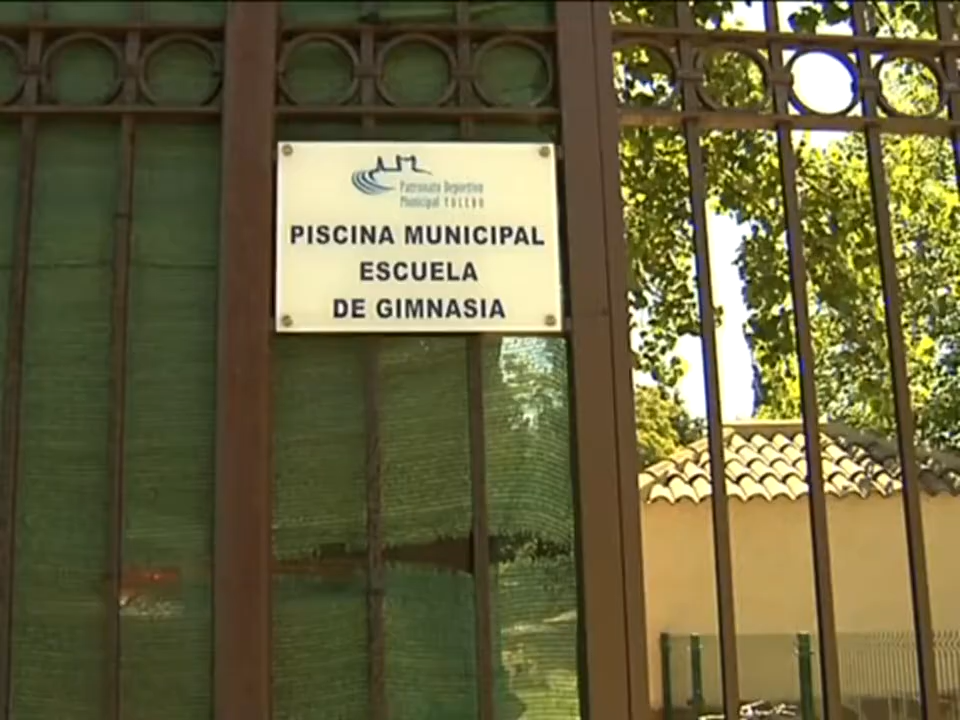 Patronato Deportivo
Municipal TOLEDO
PISCINA MUNICIPAL
ESCUELA
DE GIMNASIA